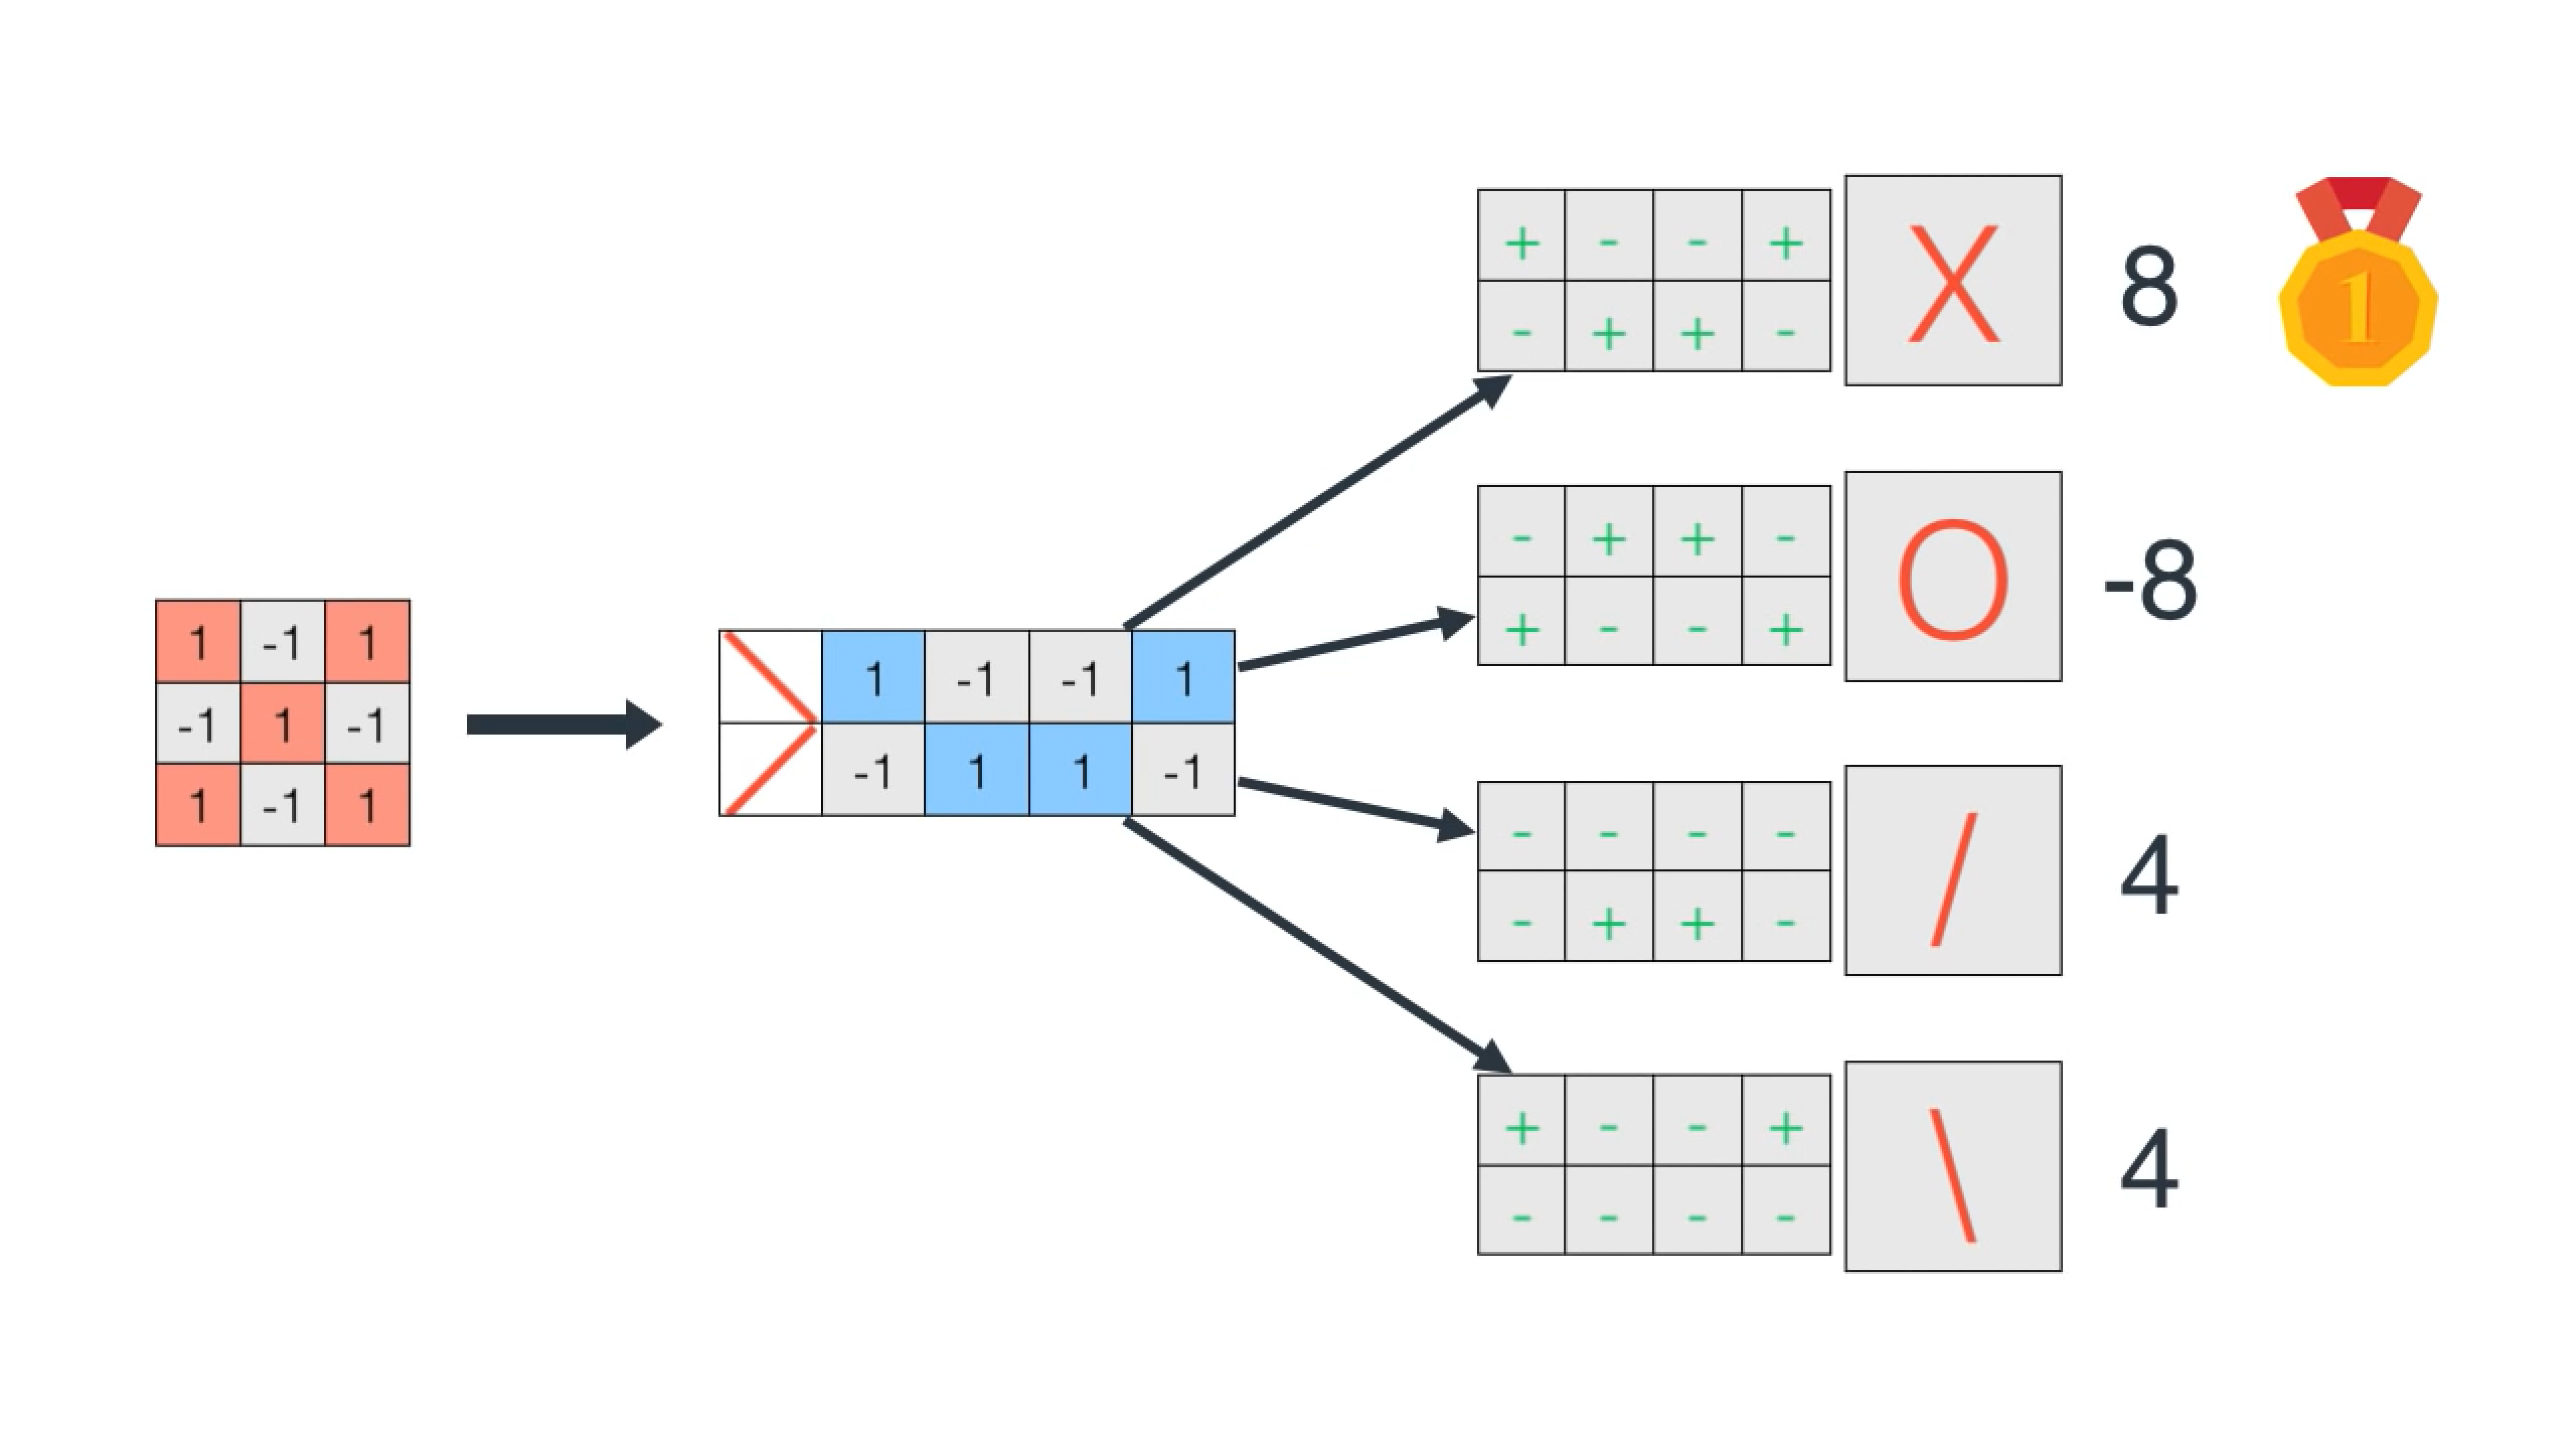 1 -1 1
-1 1 -1
1 -1 1
1 -1 -1 1
-1 1 1 -1
+ - - +
- + + -
X
8
1
- + + -
+ - - +
O
-8
- - - -
- + + -
/
4
+ - - +
- - - -
\
4